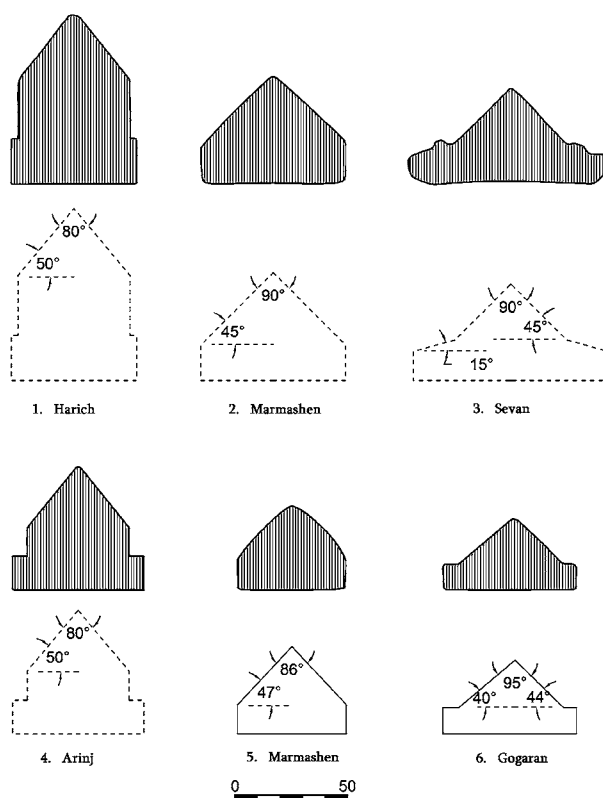 80°
50°
90°
45°
90°
45°
15°
1. Harich
2. Marmashen
3. Sevan
80°
50°
86°
47°
95°
40°
44°
4. Arinj
5. Marmashen
6. Gogaran
0 50